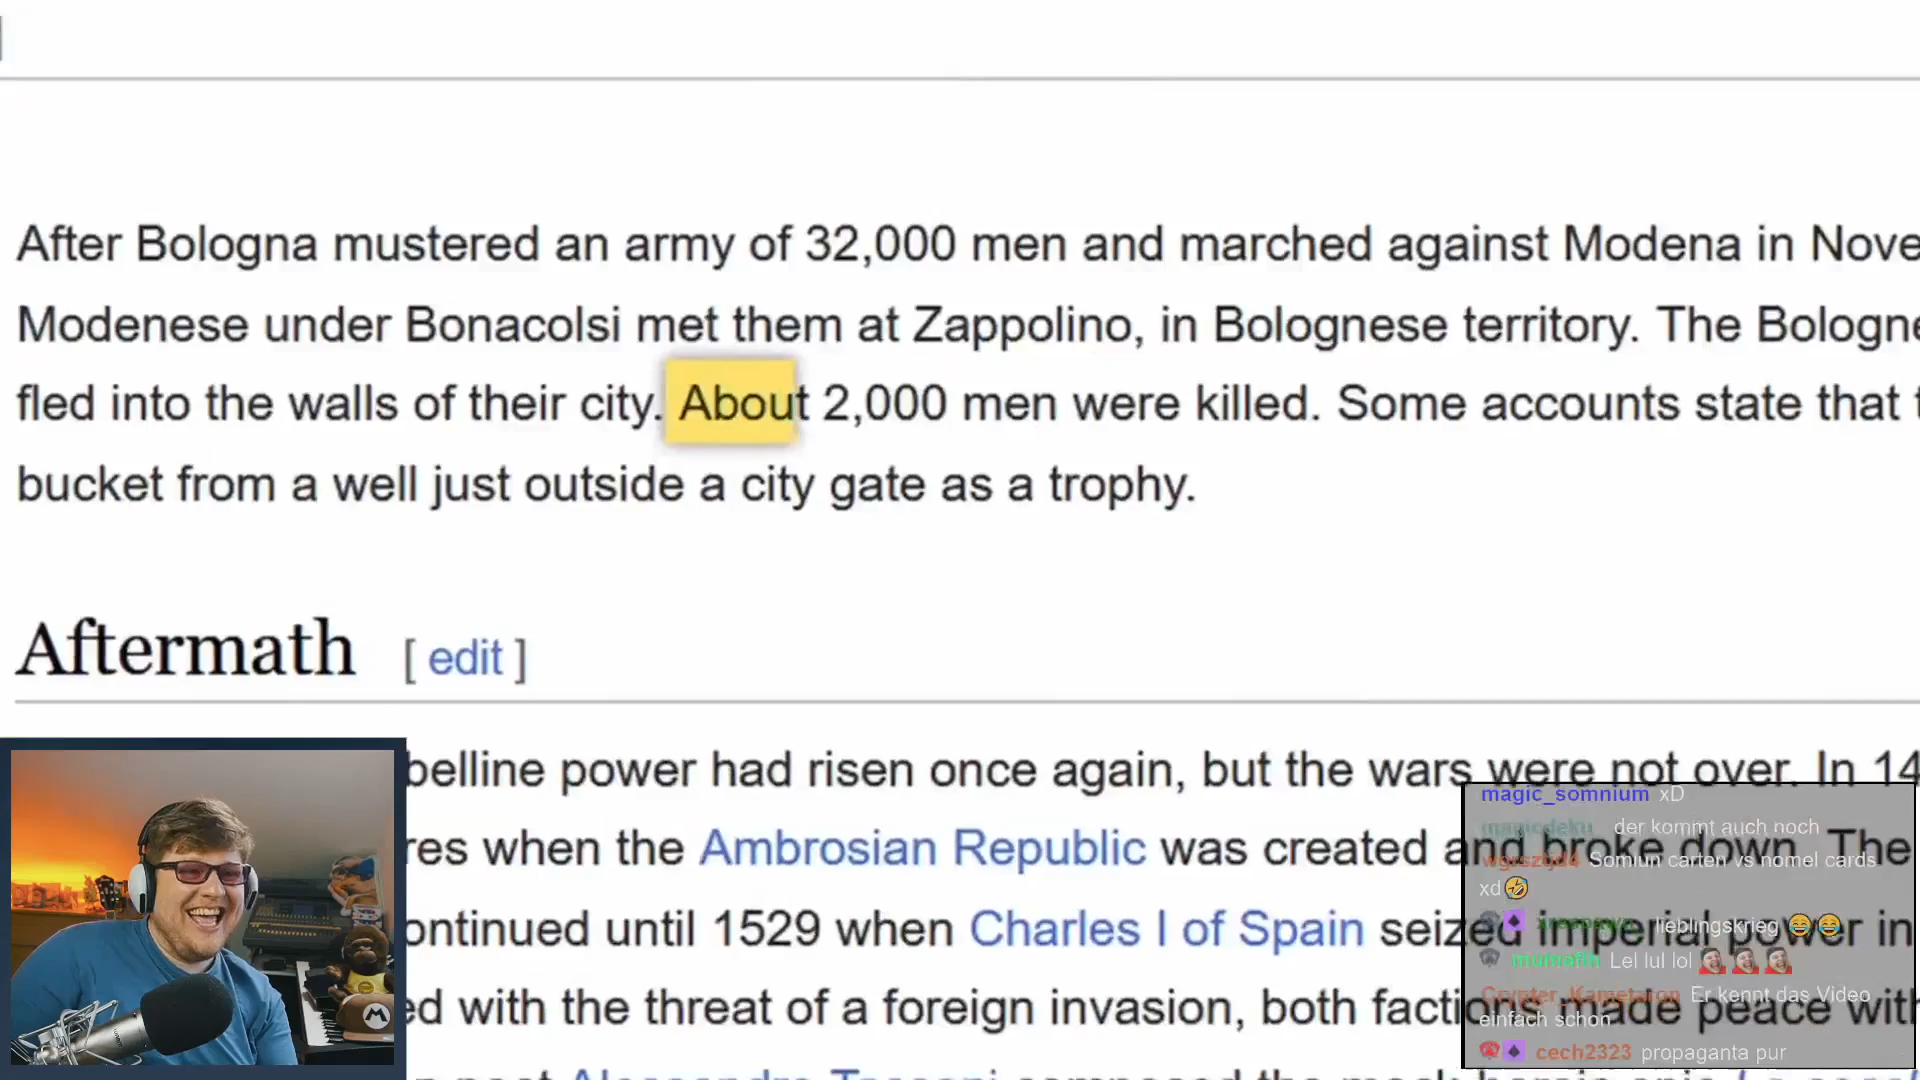 After Bologna mustered an army of 32,000 men and marched against Modena in Nove
Modenese under Bonacolsi met them at Zappolino, in Bolognese territory. The Bologne
fled into the walls of their city. About 2,000 men were killed. Some accounts state that t
bucket from a well just outside a city gate as a trophy.
Aftermath [ edit ]
belline power had risen once again, but the wars were not over. In 14
res when the Ambrosian Republic was created and broke down. The
ontinued until 1529 when Charles I of Spain seized imperial power in
ed with the threat of a foreign invasion, both factions made peace with
magic_somnium xD
magicdeku der kommt auch noch
Somiun carten vs nomel cards
xd🤣
lieblingskrieg 😂😂
Lel lul lol
Crypter_Kametaron Er kennt das Video
einfach schon
cech2323 propaganta pur